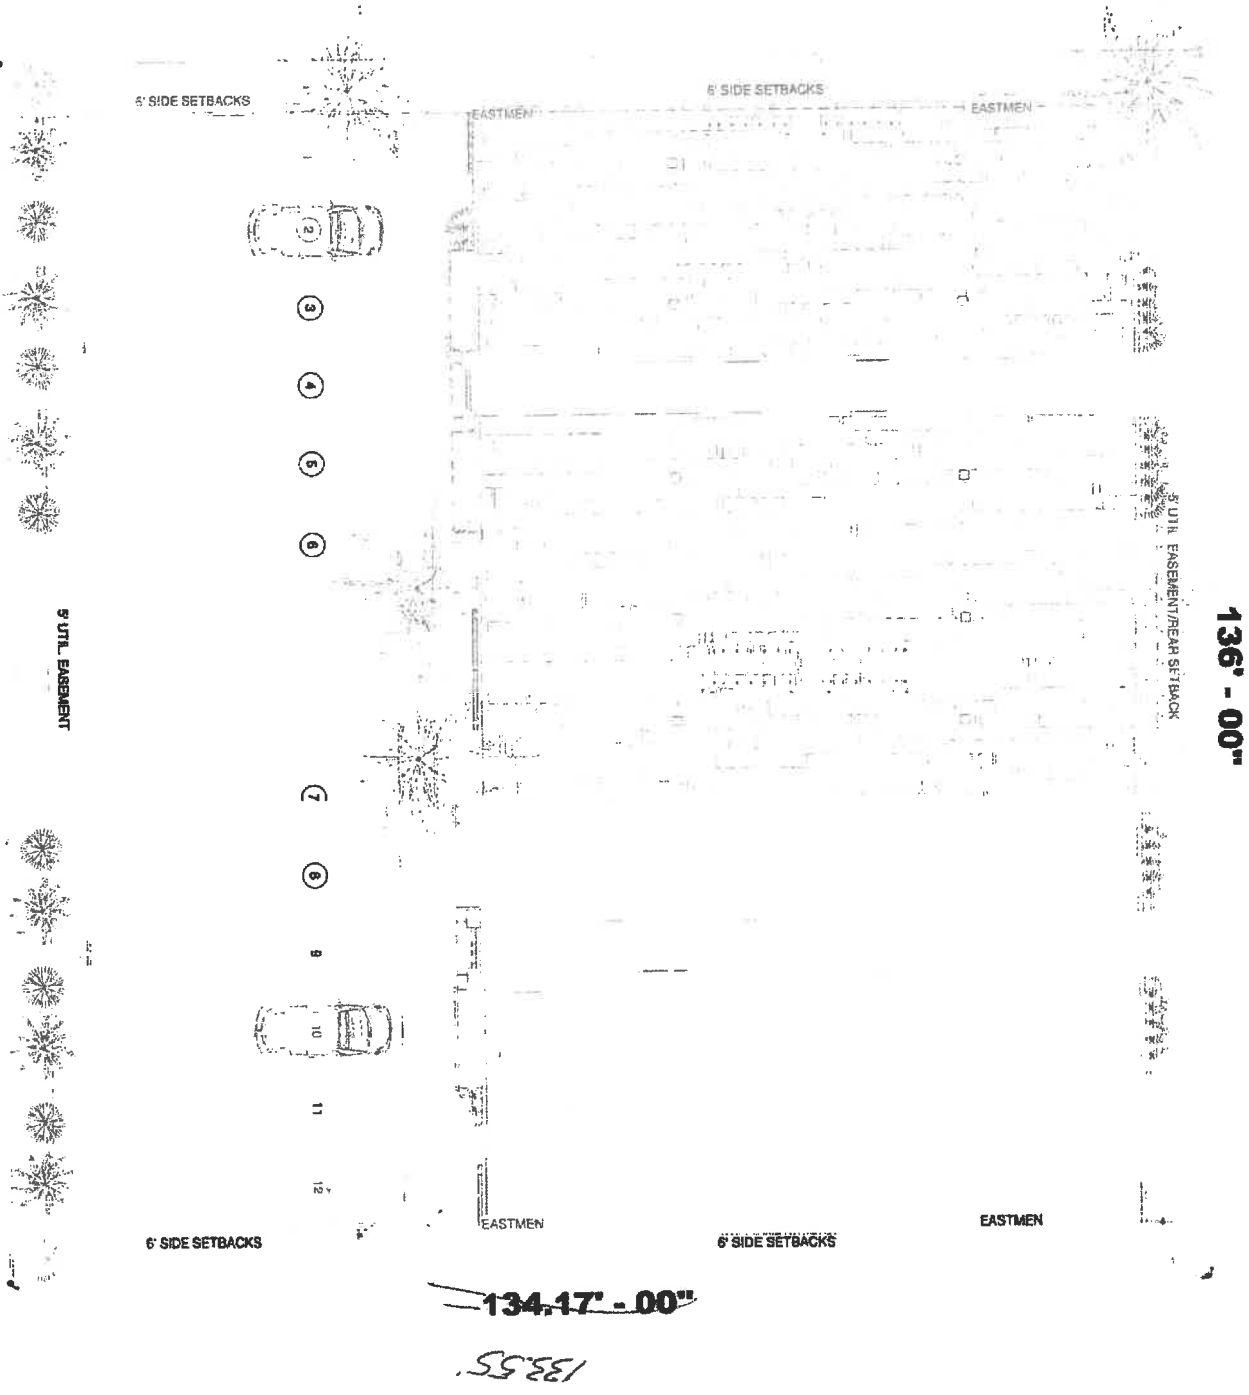 6' SIDE SETBACKS
6' SIDE SETBACKS
EASTMEN
EASTMEN
2
3
4
5
6
5' UTIL. EASEMENT/REAR SETBACK
136' - 00"
5' UTIL. EASEMENT
7
8
9
10
11
12
EASTMEN
EASTMEN
6' SIDE SETBACKS
6' SIDE SETBACKS
134.17' - 00"
133.55'